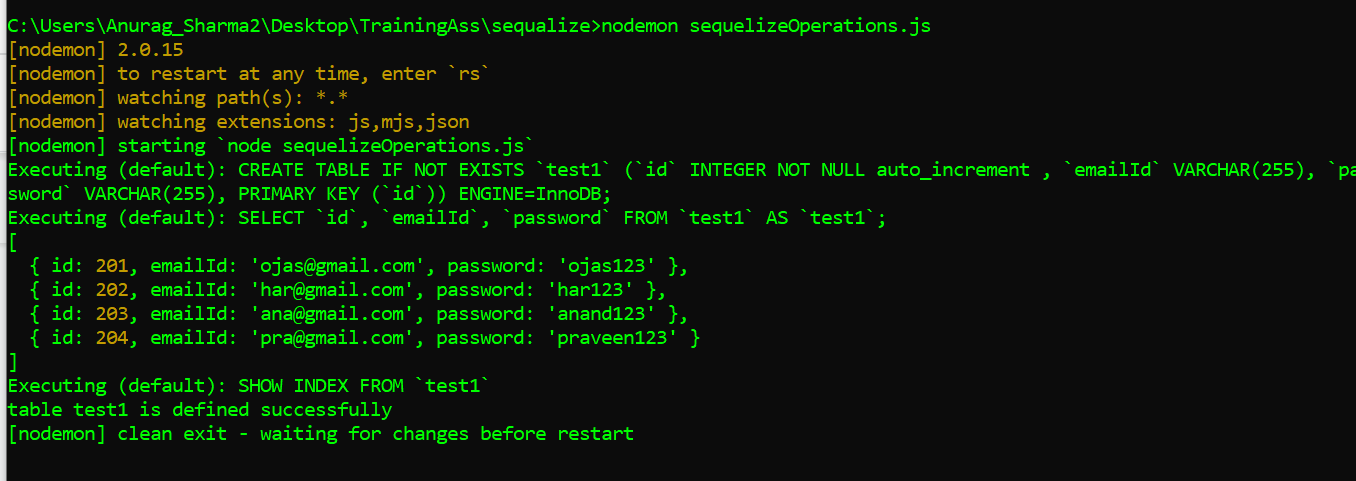 C:\Users\Anurag_Sharma2\Desktop\TrainingAss\sequalize>nodemon sequelizeOperations.js
[nodemon] 2.0.15
[nodemon] to restart at any time, enter `rs`
[nodemon] watching path(s): *.*
[nodemon] watching extensions: js,mjs,json
[nodemon] starting `node sequelizeOperations.js`
Executing (default): CREATE TABLE IF NOT EXISTS `test1` (`id` INTEGER NOT NULL auto_increment , `emailId` VARCHAR(255), `pa
sword` VARCHAR(255), PRIMARY KEY (`id`)) ENGINE=InnoDB;
Executing (default): SELECT `id`, `emailId`, `password` FROM `test1` AS `test1`;
[
  { id: 201, emailId: 'ojas@gmail.com', password: 'ojas123' },
  { id: 202, emailId: 'har@gmail.com', password: 'har123' },
  { id: 203, emailId: 'ana@gmail.com', password: 'anand123' },
  { id: 204, emailId: 'pra@gmail.com', password: 'praveen123' }
]
Executing (default): SHOW INDEX FROM `test1`
table test1 is defined successfully
[nodemon] clean exit - waiting for changes before restart